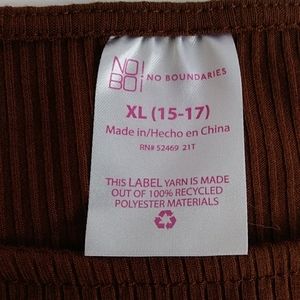 NO!
BOi
NO BOUNDARIES
XL (15-17)
Made in/Hecho en China
RN# 52469 21T
THIS LABEL YARN IS MADE
OUT OF 100% RECYCLED
POLYESTER MATERIALS